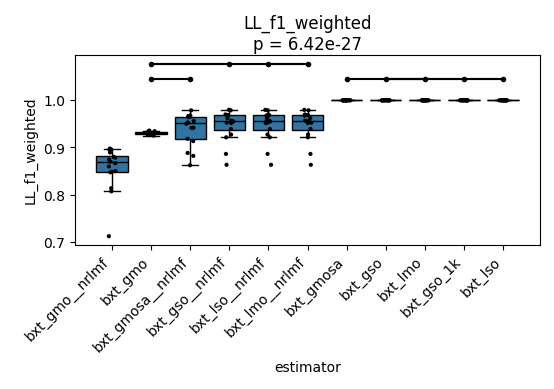 LL_f1_weighted
p = 6.42e-27
LL_f1_weighted
1.0
0.9
0.8
0.7
bxt_gmo__nrlmf
bxt_gmo
bxt_gmosa__nrlmf
bxt_gso__nrlmf
bxt_lso__nrlmf
bxt_lmo__nrlmf
bxt_gmosa
bxt_gso
bxt_lmo
bxt_gso_1k
bxt_lso
estimator